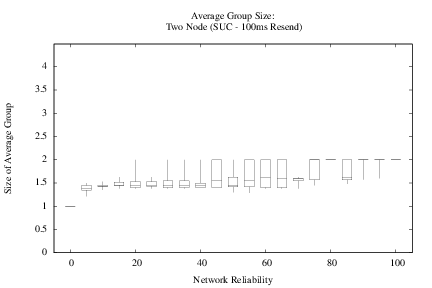 Average Group Size:
Two Node (SUC - 100ms Resend)
4
3.5
3
2.5
2
1.5
1
0.5
0
Size of Average Group
0 20 40 60 80 100
Network Reliability